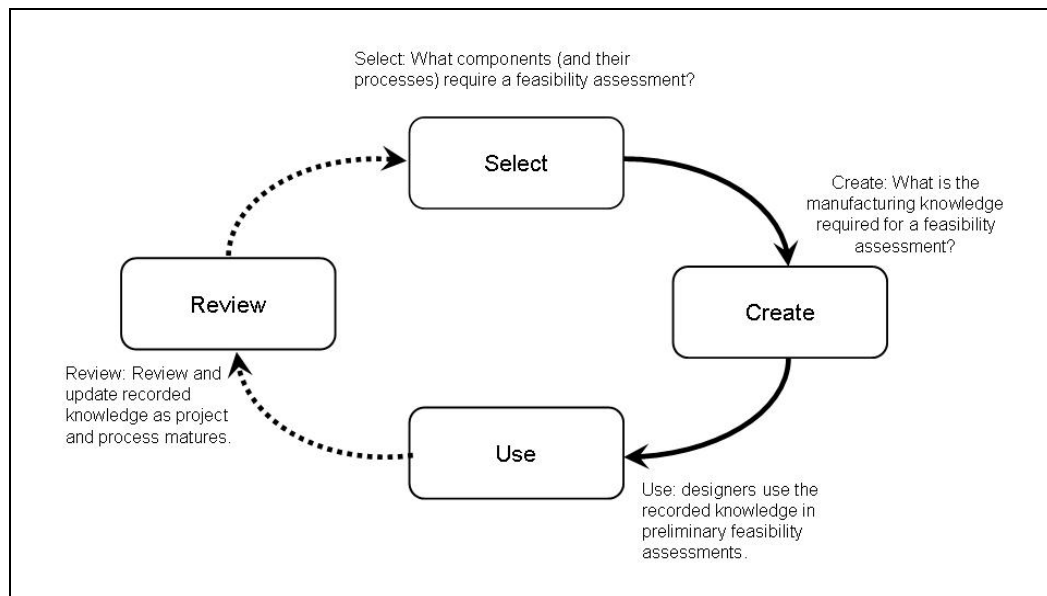 Select: What components (and their
processes) require a feasibility assessment?
Select
Create: What is the
manufacturing knowledge
required for a feasibility
assessment?
Create
Review
Review: Review and
update recorded
knowledge as project
and process matures.
Use
Use: designers use the
recorded knowledge in
preliminary feasibility
assessments.